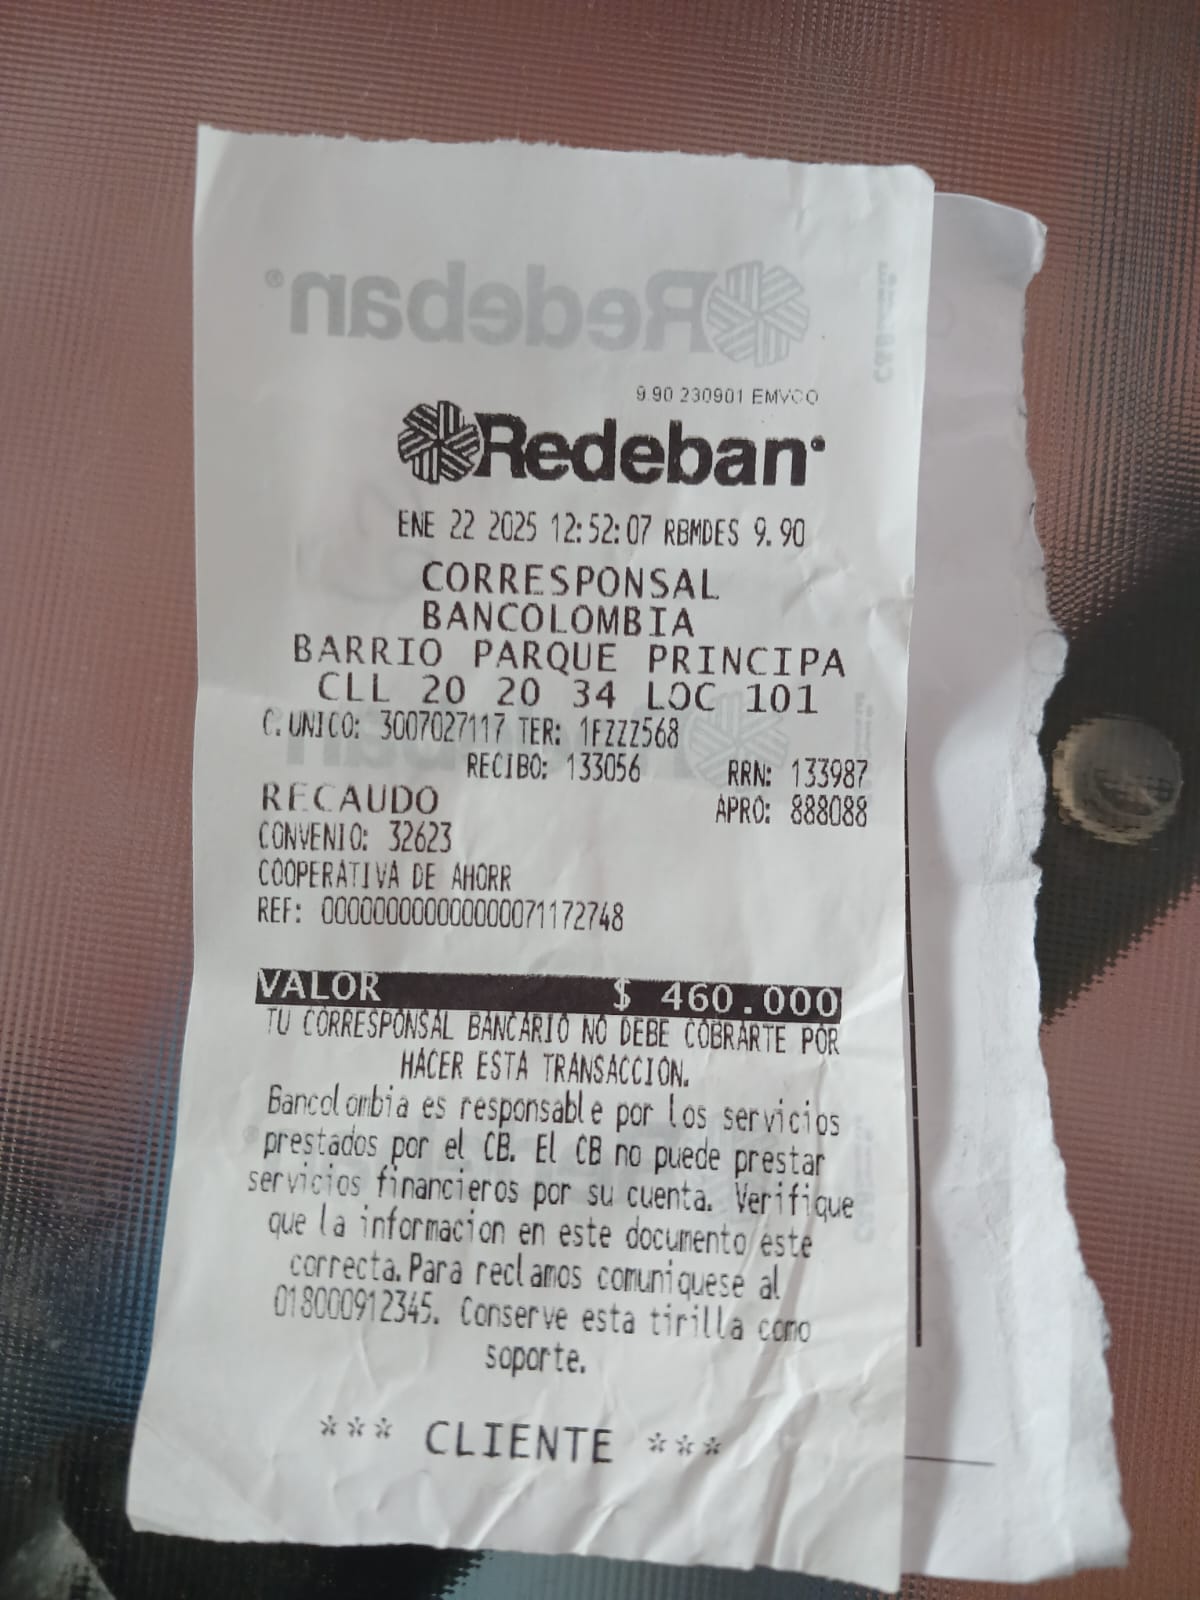 Redeban®
9.90 230901 EMVCO
Redeban®
ENE 22 2025 12:52:07 RBMDES 9.90
CORRESPONSAL
BANCOLOMBIA
BARRIO PARQUE PRINCIPA
CLL 20 20 34 LOC 101
C.UNICO: 3007027117 TER: 1FZZZ568
RECIBO: 133056 RRN: 133987
RECAUDO APRO: 888088
CONVENIO: 32623
COOPERATIVA DE AHORR
REF: 0000000000000000071172748
VALOR $ 460.000
TU CORRESPONSAL BANCARIO NO DEBE COBRARTE POR
HACER ESTA TRANSACCION.
Bancolombia es responsable por los servicios
prestados por el CB. El CB no puede prestar
servicios financieros por su cuenta. Verifique
que la informacion en este documento este
correcta. Para reclamos comuniquese al
018000912345. Conserve esta tirilla como
soporte.
*** CLIENTE ***